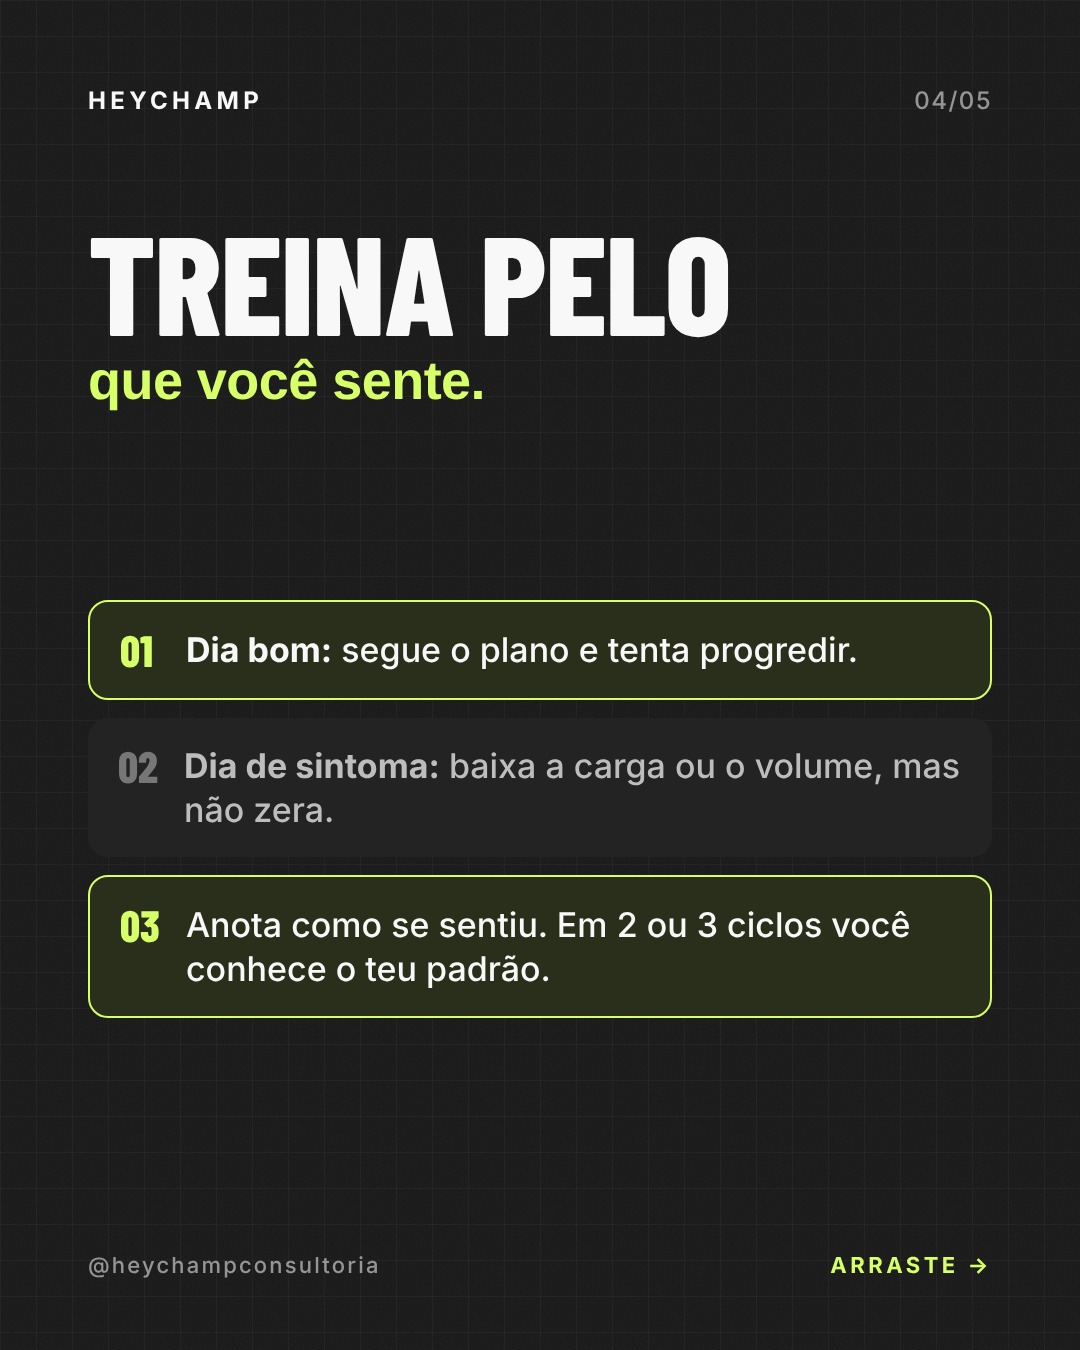 HEYCHAMP
04/05
TREINA PELO
que você sente.
01 Dia bom: segue o plano e tenta progredir.
02 Dia de sintoma: baixa a carga ou o volume, mas
não zera.
03 Anota como se sentiu. Em 2 ou 3 ciclos você
conhece o teu padrão.
@heychampconsultoria
ARRASTE →